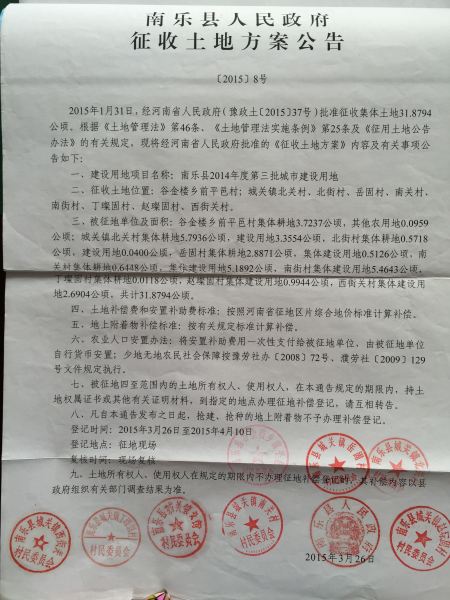 南乐县人民政府
征收土地方案公告
〔2015〕8号
2015年1月31日，经河南省人民政府（豫政土〔2015〕37号）批准征收集体土地31.8794
公顷。根据《土地管理法》第46条、《土地管理法实施条例》第25条及《征用土地公告
办法》的有关规定，现将经河南省人民政府批准的《征收土地方案》内容及有关事项公
告如下：
一、建设用地项目名称：南乐县2014年度第三批城市建设用地
二、征收土地位置：谷金楼乡前平邑村；城关镇北关村、北街村、岳固村、南关村、
南街村、丁璨固村、赵璨固村、西街关村。
三、被征地单位及面积：谷金楼乡前平邑村集体耕地3.7237公顷，其他农用地0.0959
公顷；城关镇北关村集体耕地5.7936公顷，建设用地3.3554公顷，北街村集体耕地0.5718
公顷，建设用地0.0400公顷，岳固村集体耕地2.8871公顷，集体建设用地0.5126公顷，南
关村集体耕地0.6448公顷，集体建设用地5.1892公顷，南街村集体建设用地5.4643公顷，
丁璨固村集体耕地0.0118公顷，赵璨固村集体建设用地0.9944公顷，西街关村集体建设用
地2.6904公顷，共计31.8794公顷。
四、土地补偿费和安置补助费标准：按照河南省征地区片综合地价标准计算补偿。
五、地上附着物补偿标准：按有关规定标准计算补偿。
六、农业人口安置办法：将安置补助费用一次性支付给被征地单位，由被征地单位
自行货币安置；少地无地农民社会保障按豫劳社办〔2008〕72号、濮劳社〔2009〕129
号文件规定执行。
七、被征地四至范围内的土地所有权人、使用权人，在本通告规定的期限内，持土
地权属证书或其他有关证明材料，到指定的地点办理征地补偿登记，请互相转告。
八、凡自本通告发布之日起，抢建、抢种的地上附着物不予办理补偿登记。
登记时间：2015年3月26日至2015年4月10日
登记地点：征地现场
复核时间：现场复核
九、土地所有权人、使用权人在规定的期限内不办理征地补偿登记的，其补偿内容以县
政府组织有关部门调查结果为准。
南乐县人民政府
村民委员会
村民委员会
村民委员会
村民委员会
村民委员会
2015年3月26日